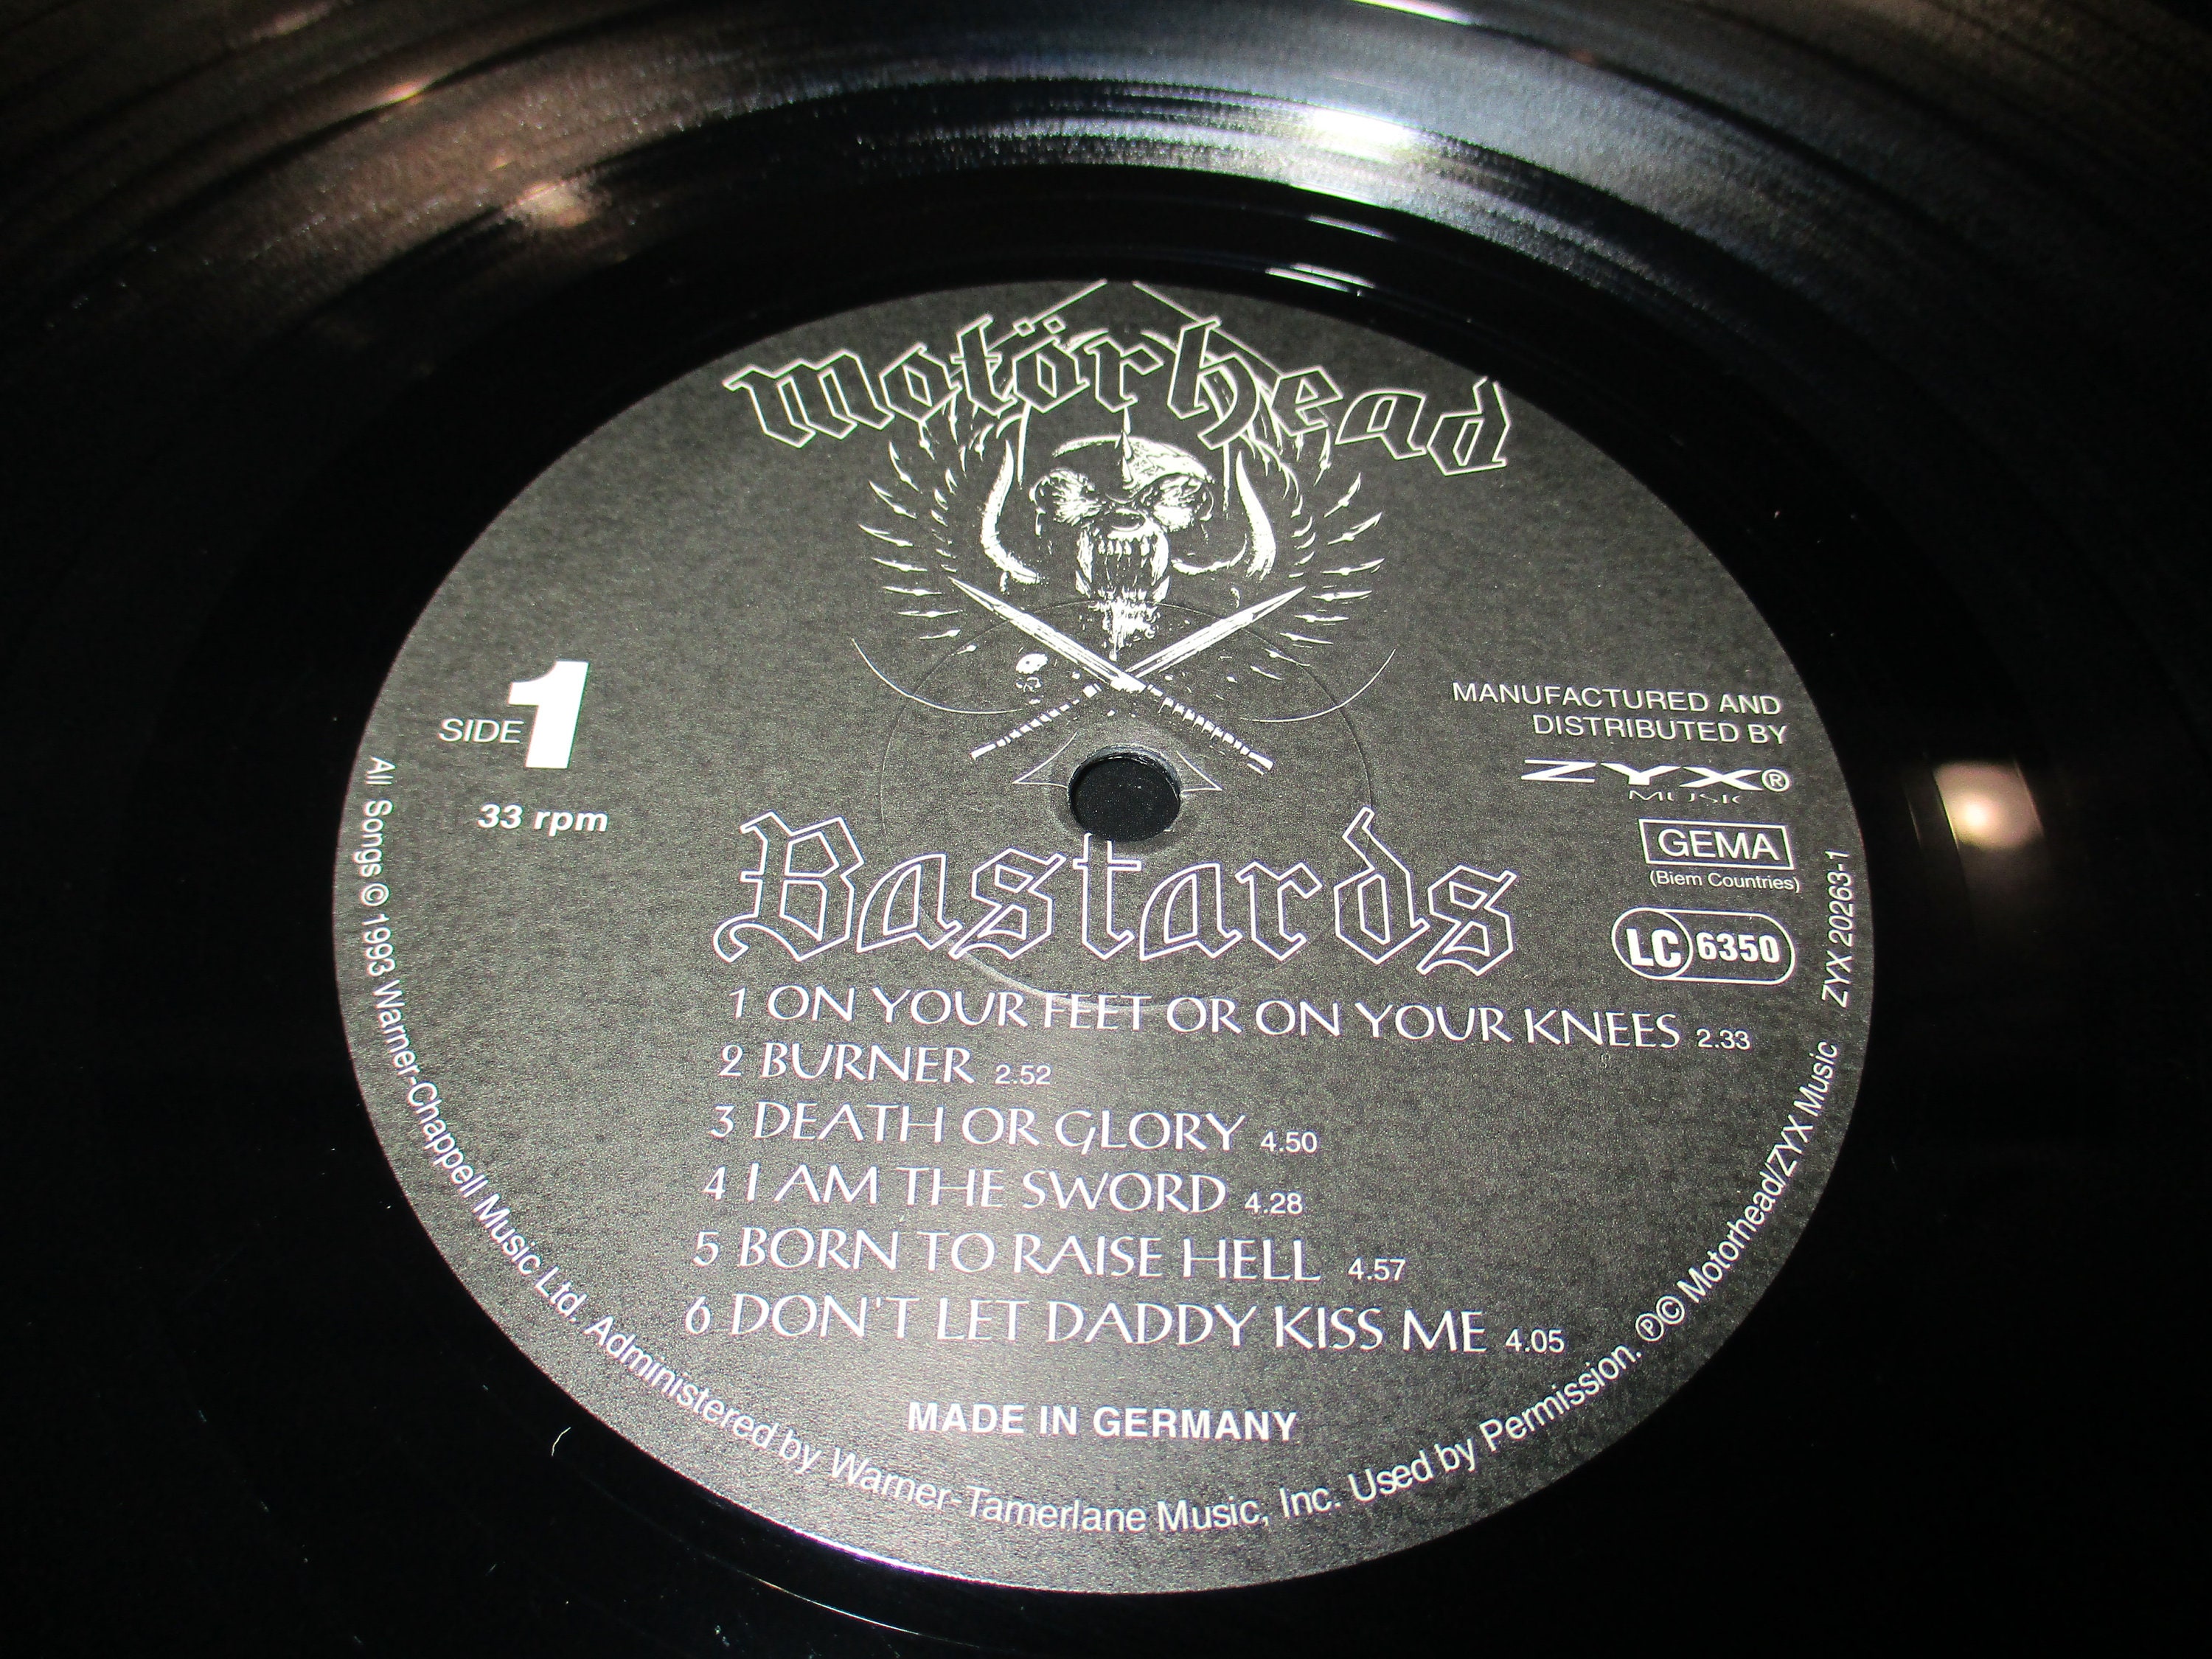 motörhead
SIDE 1
33 rpm
MANUFACTURED AND
DISTRIBUTED BY
ZYX®
MUSIC
GEMA
(Biem Countries)
LC 6350
Bastards
1 ON YOUR FEET OR ON YOUR KNEES 2.33
2 BURNER 2.52
3 DEATH OR GLORY 4.50
4 I AM THE SWORD 4.28
5 BORN TO RAISE HELL 4.57
6 DON'T LET DADDY KISS ME 4.05
MADE IN GERMANY
All Songs © 1993 Warner-Chappell Music Ltd. Administered by Warner-Tamerlane Music, Inc. Used by Permission. ℗© Motorhead/ZYX Music ZYX 20263-1